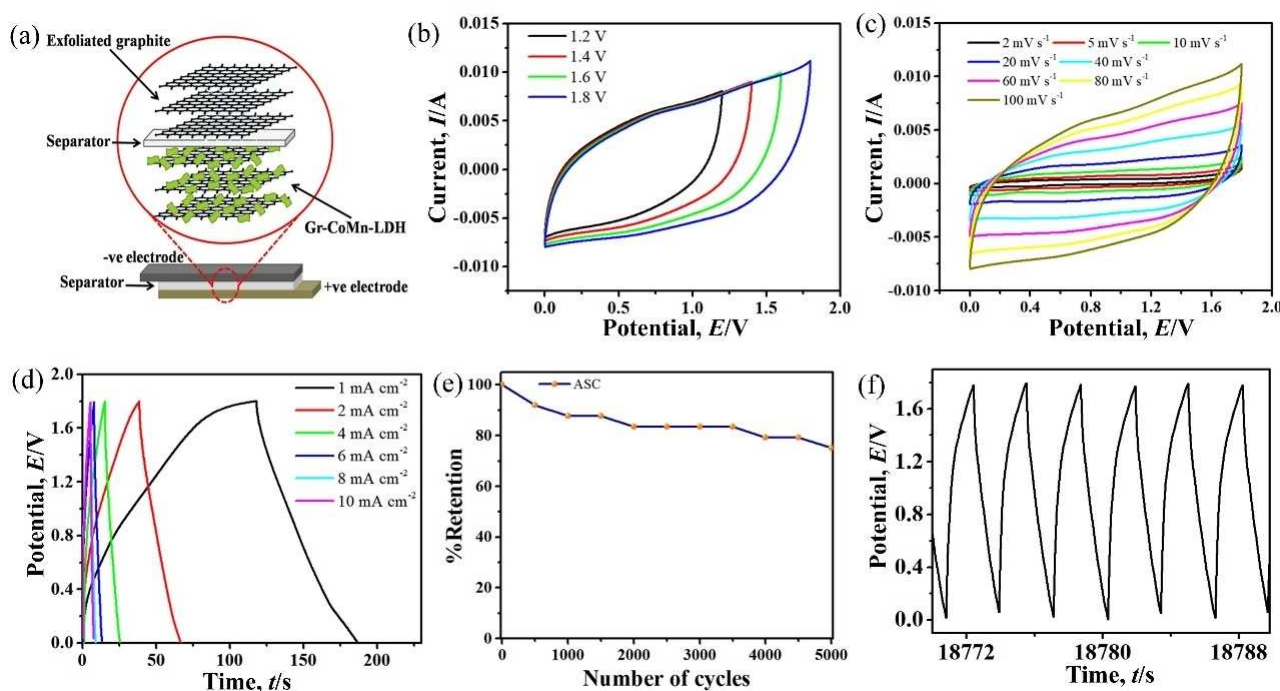 (a)
Exfoliated graphite
Separator
Gr-CoMn-LDH
-ve electrode
Separator
+ve electrode
(b)
0.015
0.010
0.005
0.000
-0.005
-0.010
Current, I/A
1.2 V
1.4 V
1.6 V
1.8 V
0.0 0.5 1.0 1.5 2.0
Potential, E/V
(c)
0.015
0.010
0.005
0.000
-0.005
-0.010
Current, I/A
2 mV s⁻¹ 5 mV s⁻¹ 10 mV s⁻¹
20 mV s⁻¹ 40 mV s⁻¹
60 mV s⁻¹ 80 mV s⁻¹
100 mV s⁻¹
0.0 0.4 0.8 1.2 1.6 2.0
Potential, E/V
(d)
2.0
1.6
1.2
0.8
0.4
0.0
Potential, E/V
1 mA cm⁻²
2 mA cm⁻²
4 mA cm⁻²
6 mA cm⁻²
8 mA cm⁻²
10 mA cm⁻²
0 50 100 150 200
Time, t/s
(e)
100
80
60
40
20
0
%Retention
ASC
0 1000 2000 3000 4000 5000
Number of cycles
(f)
1.6
1.2
0.8
0.4
0.0
Potential, E/V
18772 18780 18788
Time, t/s